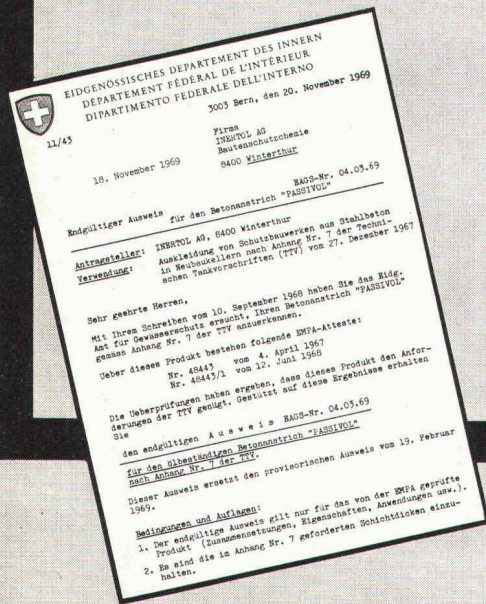 EIDGENÖSSISCHES DEPARTEMENT DES INNERN
DÉPARTEMENT FÉDÉRAL DE L'INTÉRIEUR
DIPARTIMENTO FEDERALE DELL'INTERNO
11/43
3003 Bern, den 20. November 1969
Firma
INERTOL AG
Bautenschutzchemie
8400 Winterthur
18. November 1969
EAGS-Nr. 04.03.69
Endgültiger Ausweis für den Betonanstrich "PASSIVOL"
Antragsteller: INERTOL AG, 8400 Winterthur
Verwendung: Auskleidung von Schutzbauwerken aus Stahlbeton
in Neubaukellern nach Anhang Nr. 7 der Techni-
schen Tankvorschriften (TTV) vom 27. Dezember 1967
Sehr geehrte Herren,
Mit Ihrem Schreiben vom 10. September 1968 haben Sie das Eidg.
Amt für Gewässerschutz ersucht, Ihren Betonanstrich "PASSIVOL"
gemäss Anhang Nr. 7 der TTV anzuerkennen.
Ueber dieses Produkt bestehen folgende EMPA-Atteste:
Nr. 48443 vom 4. April 1967
Nr. 48443/1 vom 12. Juni 1968
Die Ueberprüfungen haben ergeben, dass dieses Produkt den Anfor-
derungen der TTV genügt. Gestützt auf diese Ergebnisse erhalten
Sie
den endgültigen A u s w e i s EAGS-Nr. 04.03.69
für den ölbeständigen Betonanstrich "PASSIVOL"
nach Anhang Nr. 7 der TTV.
Dieser Ausweis ersetzt den provisorischen Ausweis vom 19. Februar
1969.
Bedingungen und Auflagen:
1. Der endgültige Ausweis gilt nur für das von der EMPA geprüfte
Produkt (Zusammensetzungen, Eigenschaften, Anwendungen usw.).
2. Es sind die im Anhang Nr. 7 geforderten Schichtdicken einzu-
halten.